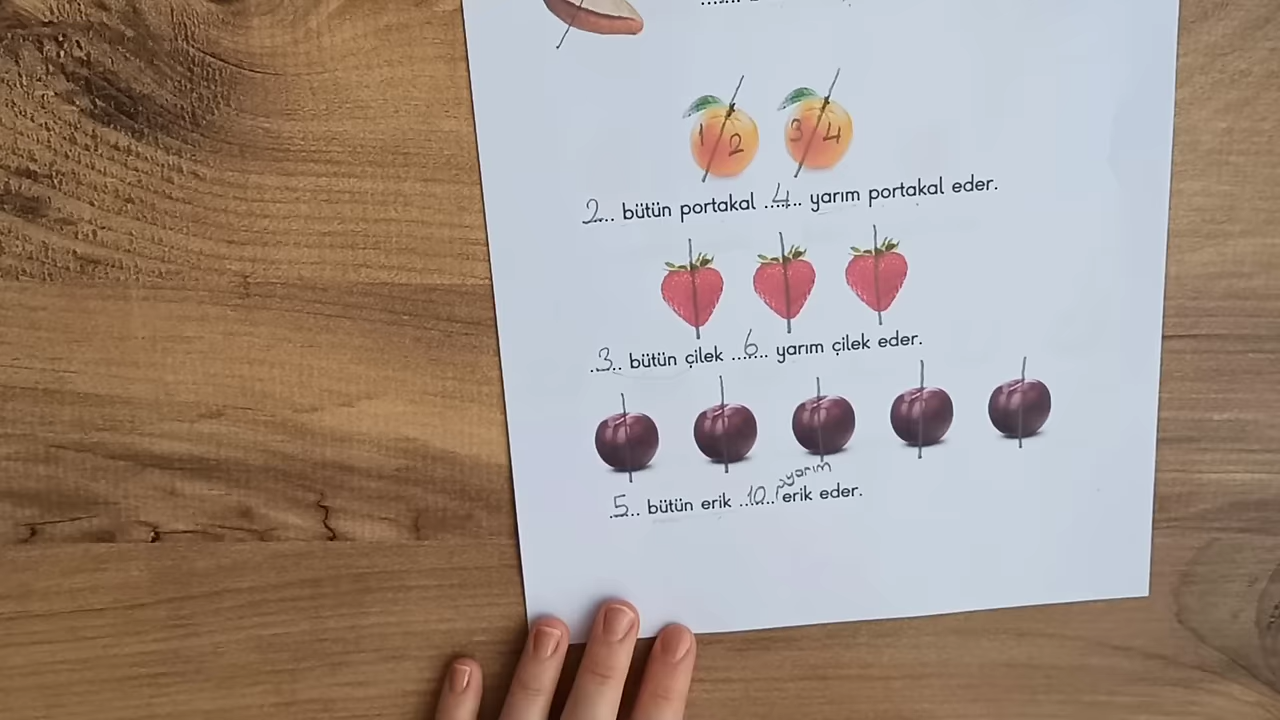 1 2 3 4
2... bütün portakal ..4... yarım portakal eder.
.3.. bütün çilek ...6... yarım çilek eder.
yarım
.5.. bütün erik ...10... erik eder.